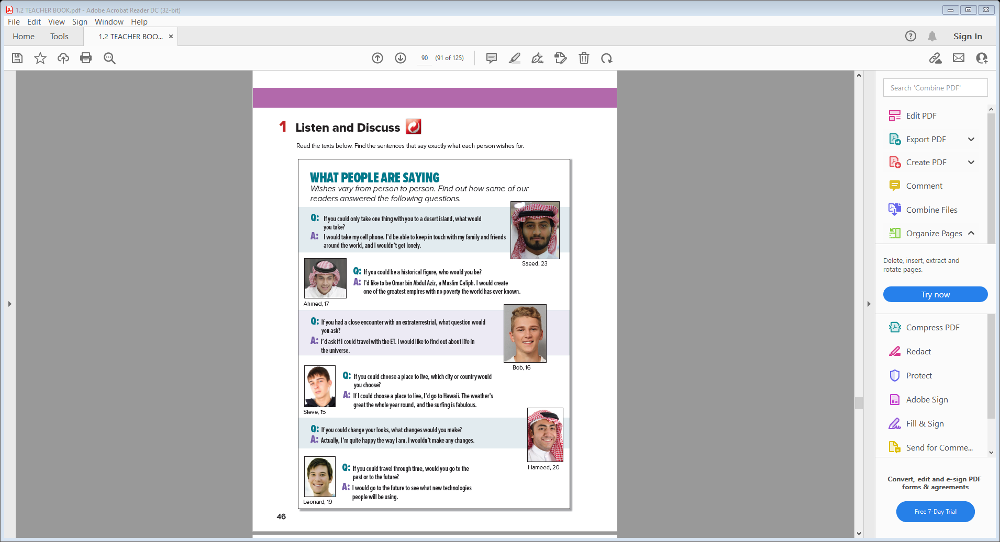 1.2 TEACHER BOOK.pdf - Adobe Acrobat Reader DC (32-bit)
File Edit View Sign Window Help
Home Tools 1.2 TEACHER BOO... ×
Sign In
90 (91 of 125)
1 Listen and Discuss
Read the texts below. Find the sentences that say exactly what each person wishes for.
WHAT PEOPLE ARE SAYING
Wishes vary from person to person. Find out how some of our
readers answered the following questions.
Q: If you could only take one thing with you to a desert island, what would
you take?
A: I would take my cell phone. I'd be able to keep in touch with my family and friends
around the world, and I wouldn't get lonely.
Saeed, 23
Q: If you could be a historical figure, who would you be?
A: I'd like to be Omar bin Abdul Aziz, a Muslim Caliph. I would create
one of the greatest empires with no poverty the world has ever known.
Ahmed, 17
Q: If you had a close encounter with an extraterrestrial, what question would
you ask?
A: I'd ask if I could travel with the ET. I would like to find out about life in
the universe.
Bob, 16
Q: If you could choose a place to live, which city or country would
you choose?
A: If I could choose a place to live, I'd go to Hawaii. The weather's
great the whole year round, and the surfing is fabulous.
Steve, 15
Q: If you could change your looks, what changes would you make?
A: Actually, I'm quite happy the way I am. I wouldn't make any changes.
Hameed, 20
Q: If you could travel through time, would you go to the
past or to the future?
A: I would go to the future to see what new technologies
people will be using.
Leonard, 19
46
Search 'Combine PDF'
Edit PDF
Export PDF
Create PDF
Comment
Combine Files
Organize Pages
Delete, insert, extract and
rotate pages.
Try now
Compress PDF
Redact
Protect
Adobe Sign
Fill & Sign
Send for Comme...
Convert, edit and e-sign PDF
forms & agreements
Free 7-Day Trial